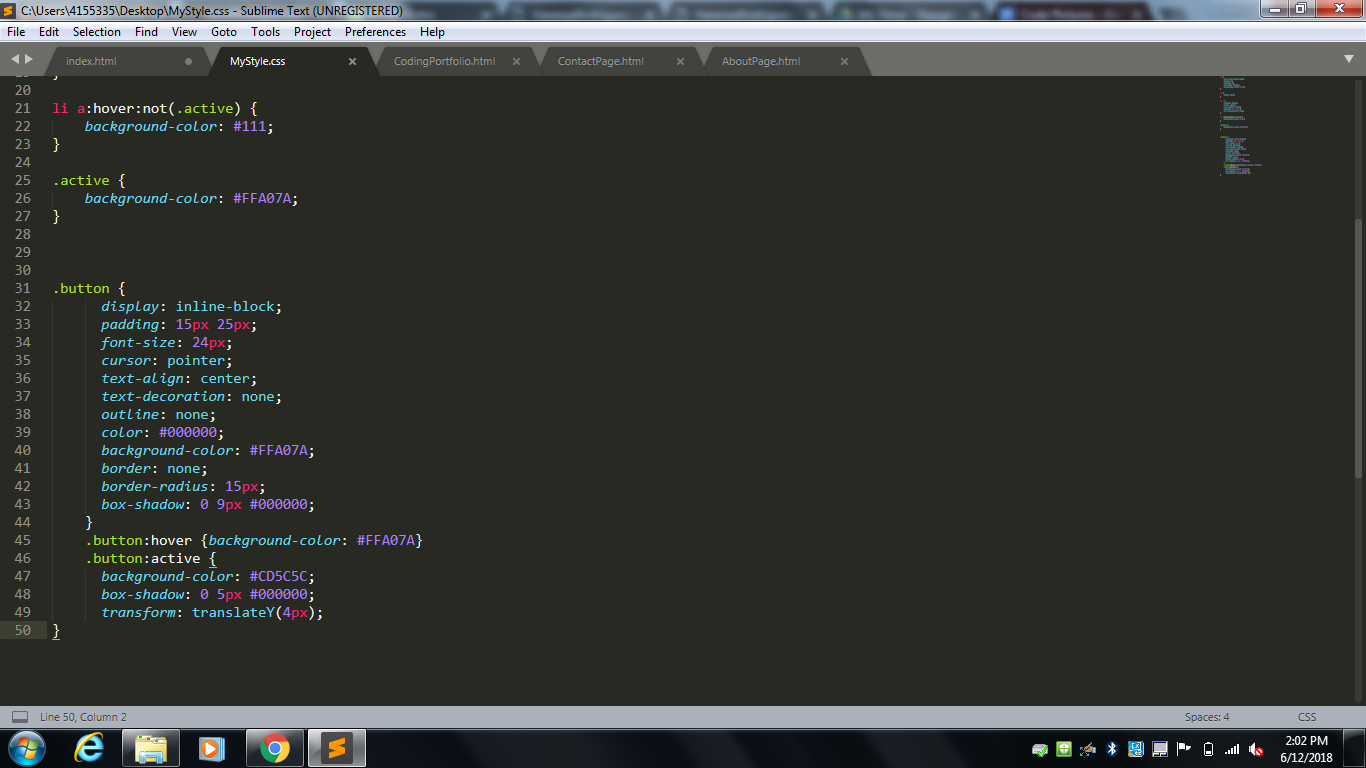 C:\Users\4155335\Desktop\MyStyle.css - Sublime Text (UNREGISTERED)
File Edit Selection Find View Goto Tools Project Preferences Help
index.html MyStyle.css CodingPortfolio.html ContactPage.html AboutPage.html
20
21 li a:hover:not(.active) {
22 background-color: #111;
23 }
24
25 .active {
26 background-color: #FFA07A;
27 }
28
29
30
31 .button {
32 display: inline-block;
33 padding: 15px 25px;
34 font-size: 24px;
35 cursor: pointer;
36 text-align: center;
37 text-decoration: none;
38 outline: none;
39 color: #000000;
40 background-color: #FFA07A;
41 border: none;
42 border-radius: 15px;
43 box-shadow: 0 9px #000000;
44 }
45 .button:hover {background-color: #FFA07A}
46 .button:active {
47 background-color: #CD5C5C;
48 box-shadow: 0 5px #000000;
49 transform: translateY(4px);
50 }
Line 50, Column 2 Spaces: 4 CSS
2:02 PM
6/12/2018